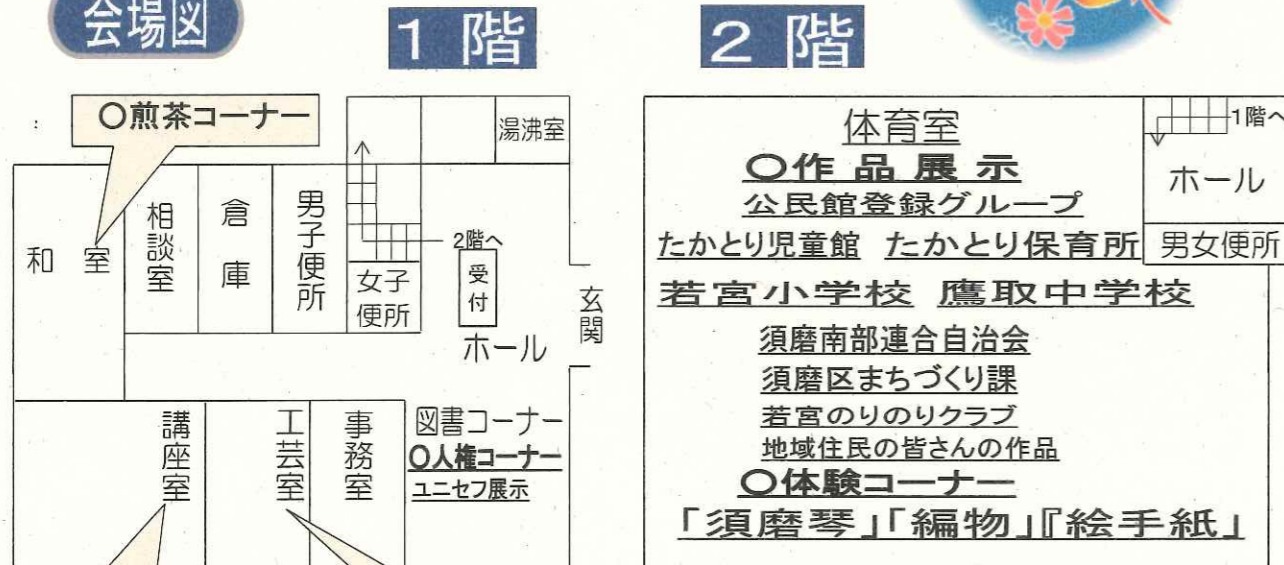 会場図
1階
2階
〇煎茶コーナー
湯沸室
和室
相談室
倉庫
男子便所
2階へ
女子
便所
受付
ホール
玄関
講座室
工芸室
事務室
図書コーナー
〇人権コーナー
ユニセフ展示
体育室
〇作品展示
公民館登録グループ
たかとり児童館 たかとり保育所
若宮小学校 鷹取中学校
須磨南部連合自治会
須磨区まちづくり課
若宮のりのりクラブ
地域住民の皆さんの作品
〇体験コーナー
「須磨琴」「編物」『絵手紙」
1階へ
ホール
男女便所